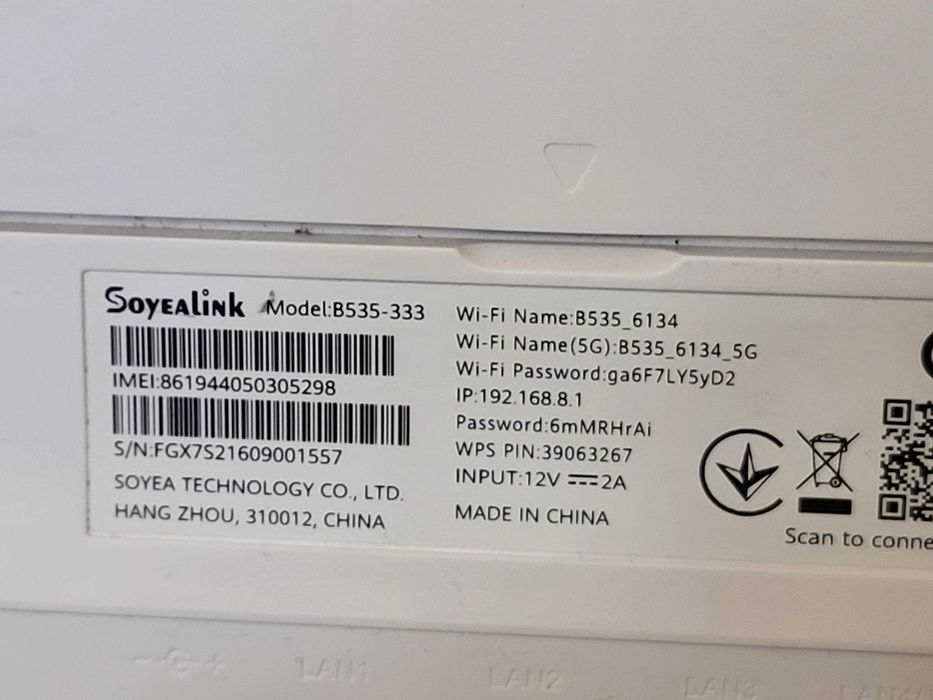 SOYEALink Model:B535-333
IMEI:861944050305298
S/N:FGX7S21609001557
SOYEA TECHNOLOGY CO., LTD.
HANG ZHOU, 310012, CHINA
Wi-Fi Name:B535_6134
Wi-Fi Name(5G):B535_6134_5G
Wi-Fi Password:ga6F7LY5yD2
IP:192.168.8.1
Password:6mMRHrAi
WPS PIN:39063267
INPUT:12V ⎓ 2A
MADE IN CHINA
Scan to conne
LAN1
LAN2
LAN3